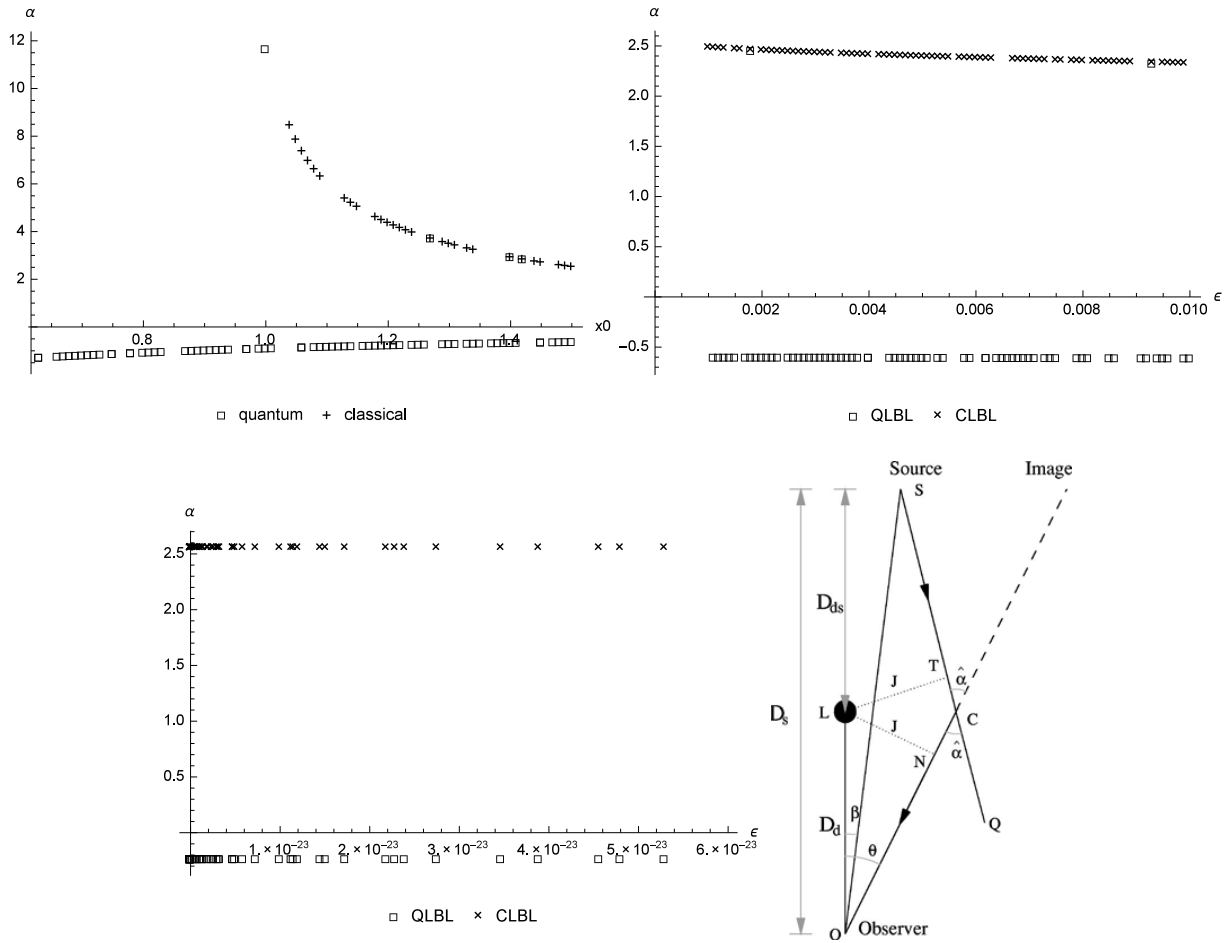 α
12
10
8
6
4
2
0.8 1.0 1.2 1.4 x0
□ quantum + classical
α
2.5
2.0
1.5
1.0
0.5
-0.5
0.002 0.004 0.006 0.008 0.010 ϵ
□ QLBL × CLBL
α
2.5
2.0
1.5
1.0
0.5
1. × 10⁻²³ 2. × 10⁻²³ 3. × 10⁻²³ 4. × 10⁻²³ 5. × 10⁻²³ 6. × 10⁻²³ ϵ
□ QLBL × CLBL
Source Image
S
D_ds
T
α̂
J
D_s
L
C
J
α̂
N
D_d
β
Q
θ
O Observer